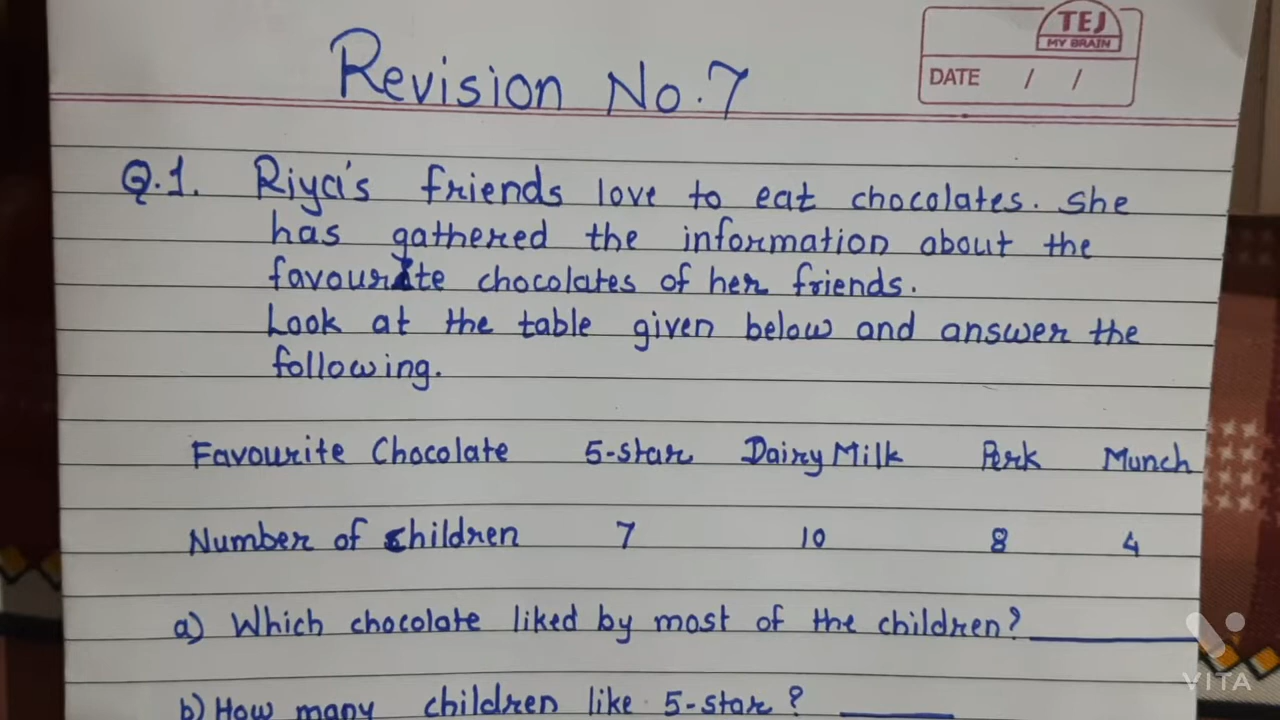 TEJ
MY BRAIN
DATE / /
Revision No.7
Q.1. Riya's friends love to eat chocolates. She
has gathered the information about the
favourite chocolates of her friends.
Look at the table given below and answer the
following.
Favourite Chocolate 5-star Dairy Milk Perk Munch
Number of children 7 10 8 4
a) Which chocolate liked by most of the children? ______
b) How many children like 5-star? ______
VITA